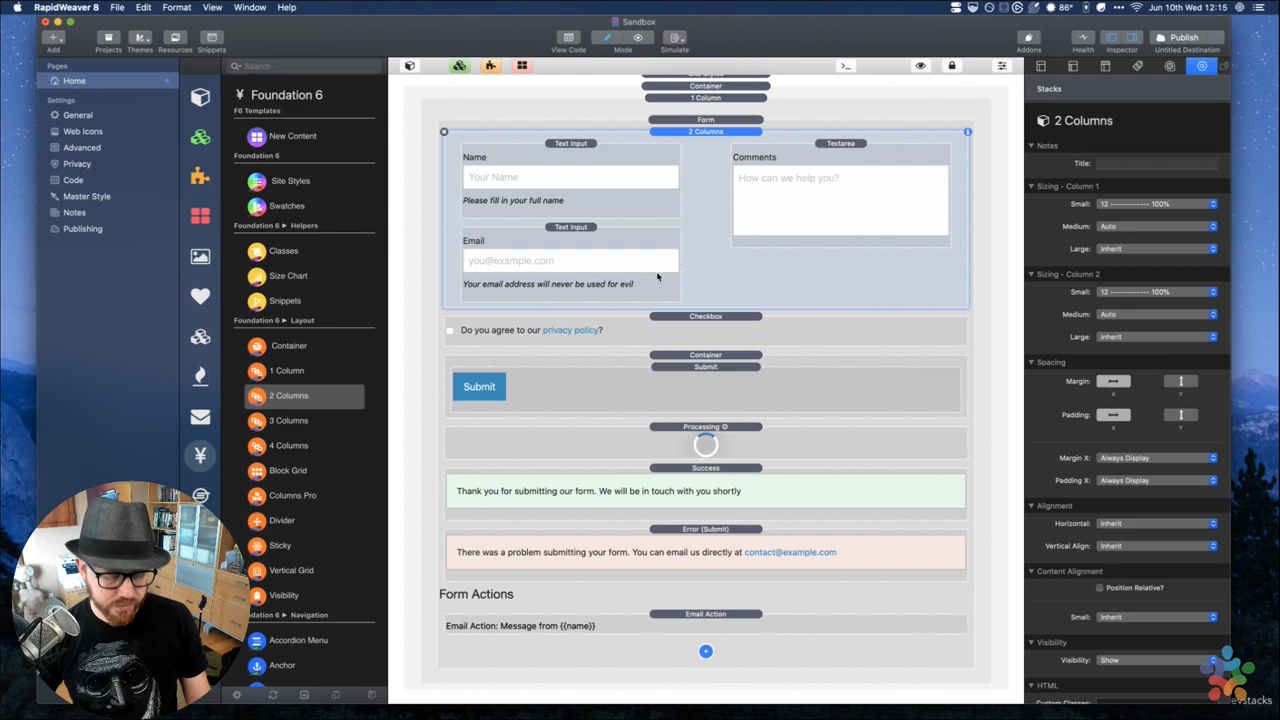 RapidWeaver 8 File Edit Format View Window Help
86° Jun 10th Wed 12:15
Sandbox
Add Projects Themes Resources Snippets
View Code Mode Simulate
Addons Health Inspector Publish
Untitled Destination
Pages
Home
Settings
General
Web Icons
Advanced
Privacy
Code
Master Style
Notes
Publishing
Search
¥ Foundation 6
F6 Templates
New Content
Foundation 6
Site Styles
Swatches
Foundation 6 ▸ Helpers
Classes
Size Chart
Snippets
Foundation 6 ▸ Layout
Container
1 Column
2 Columns
3 Columns
4 Columns
Block Grid
Columns Pro
Divider
Sticky
Vertical Grid
Visibility
oundation 6 ▸ Navigation
Accordion Menu
Anchor
¥
Site Styles
Container
1 Column
Form
2 Columns
Text Input
Name
Your Name
Please fill in your full name
Text Input
Email
you@example.com
Your email address will never be used for evil
Textarea
Comments
How can we help you?
Checkbox
Do you agree to our privacy policy?
Container
Submit
Submit
Processing
Success
Thank you for submitting our form. We will be in touch with you shortly
Error (Submit)
There was a problem submitting your form. You can email us directly at contact@example.com
Form Actions
Email Action
Email Action: Message from {{name}}
Stacks
2 Columns
Notes
Title:
Sizing - Column 1
Small: 12 ------------ 100%
Medium: Auto
Large: Inherit
Sizing - Column 2
Small: 12 ------------ 100%
Medium: Auto
Large: Inherit
Spacing
Margin:
X Y
Padding:
X Y
Margin X: Always Display
Padding X: Always Display
Alignment
Horizontal: Inherit
Vertical Align: Inherit
Content Alignment
Position Relative?
Small: Inherit
Visibility
Visibility: Show
HTML
Custom Classes:
evstacks